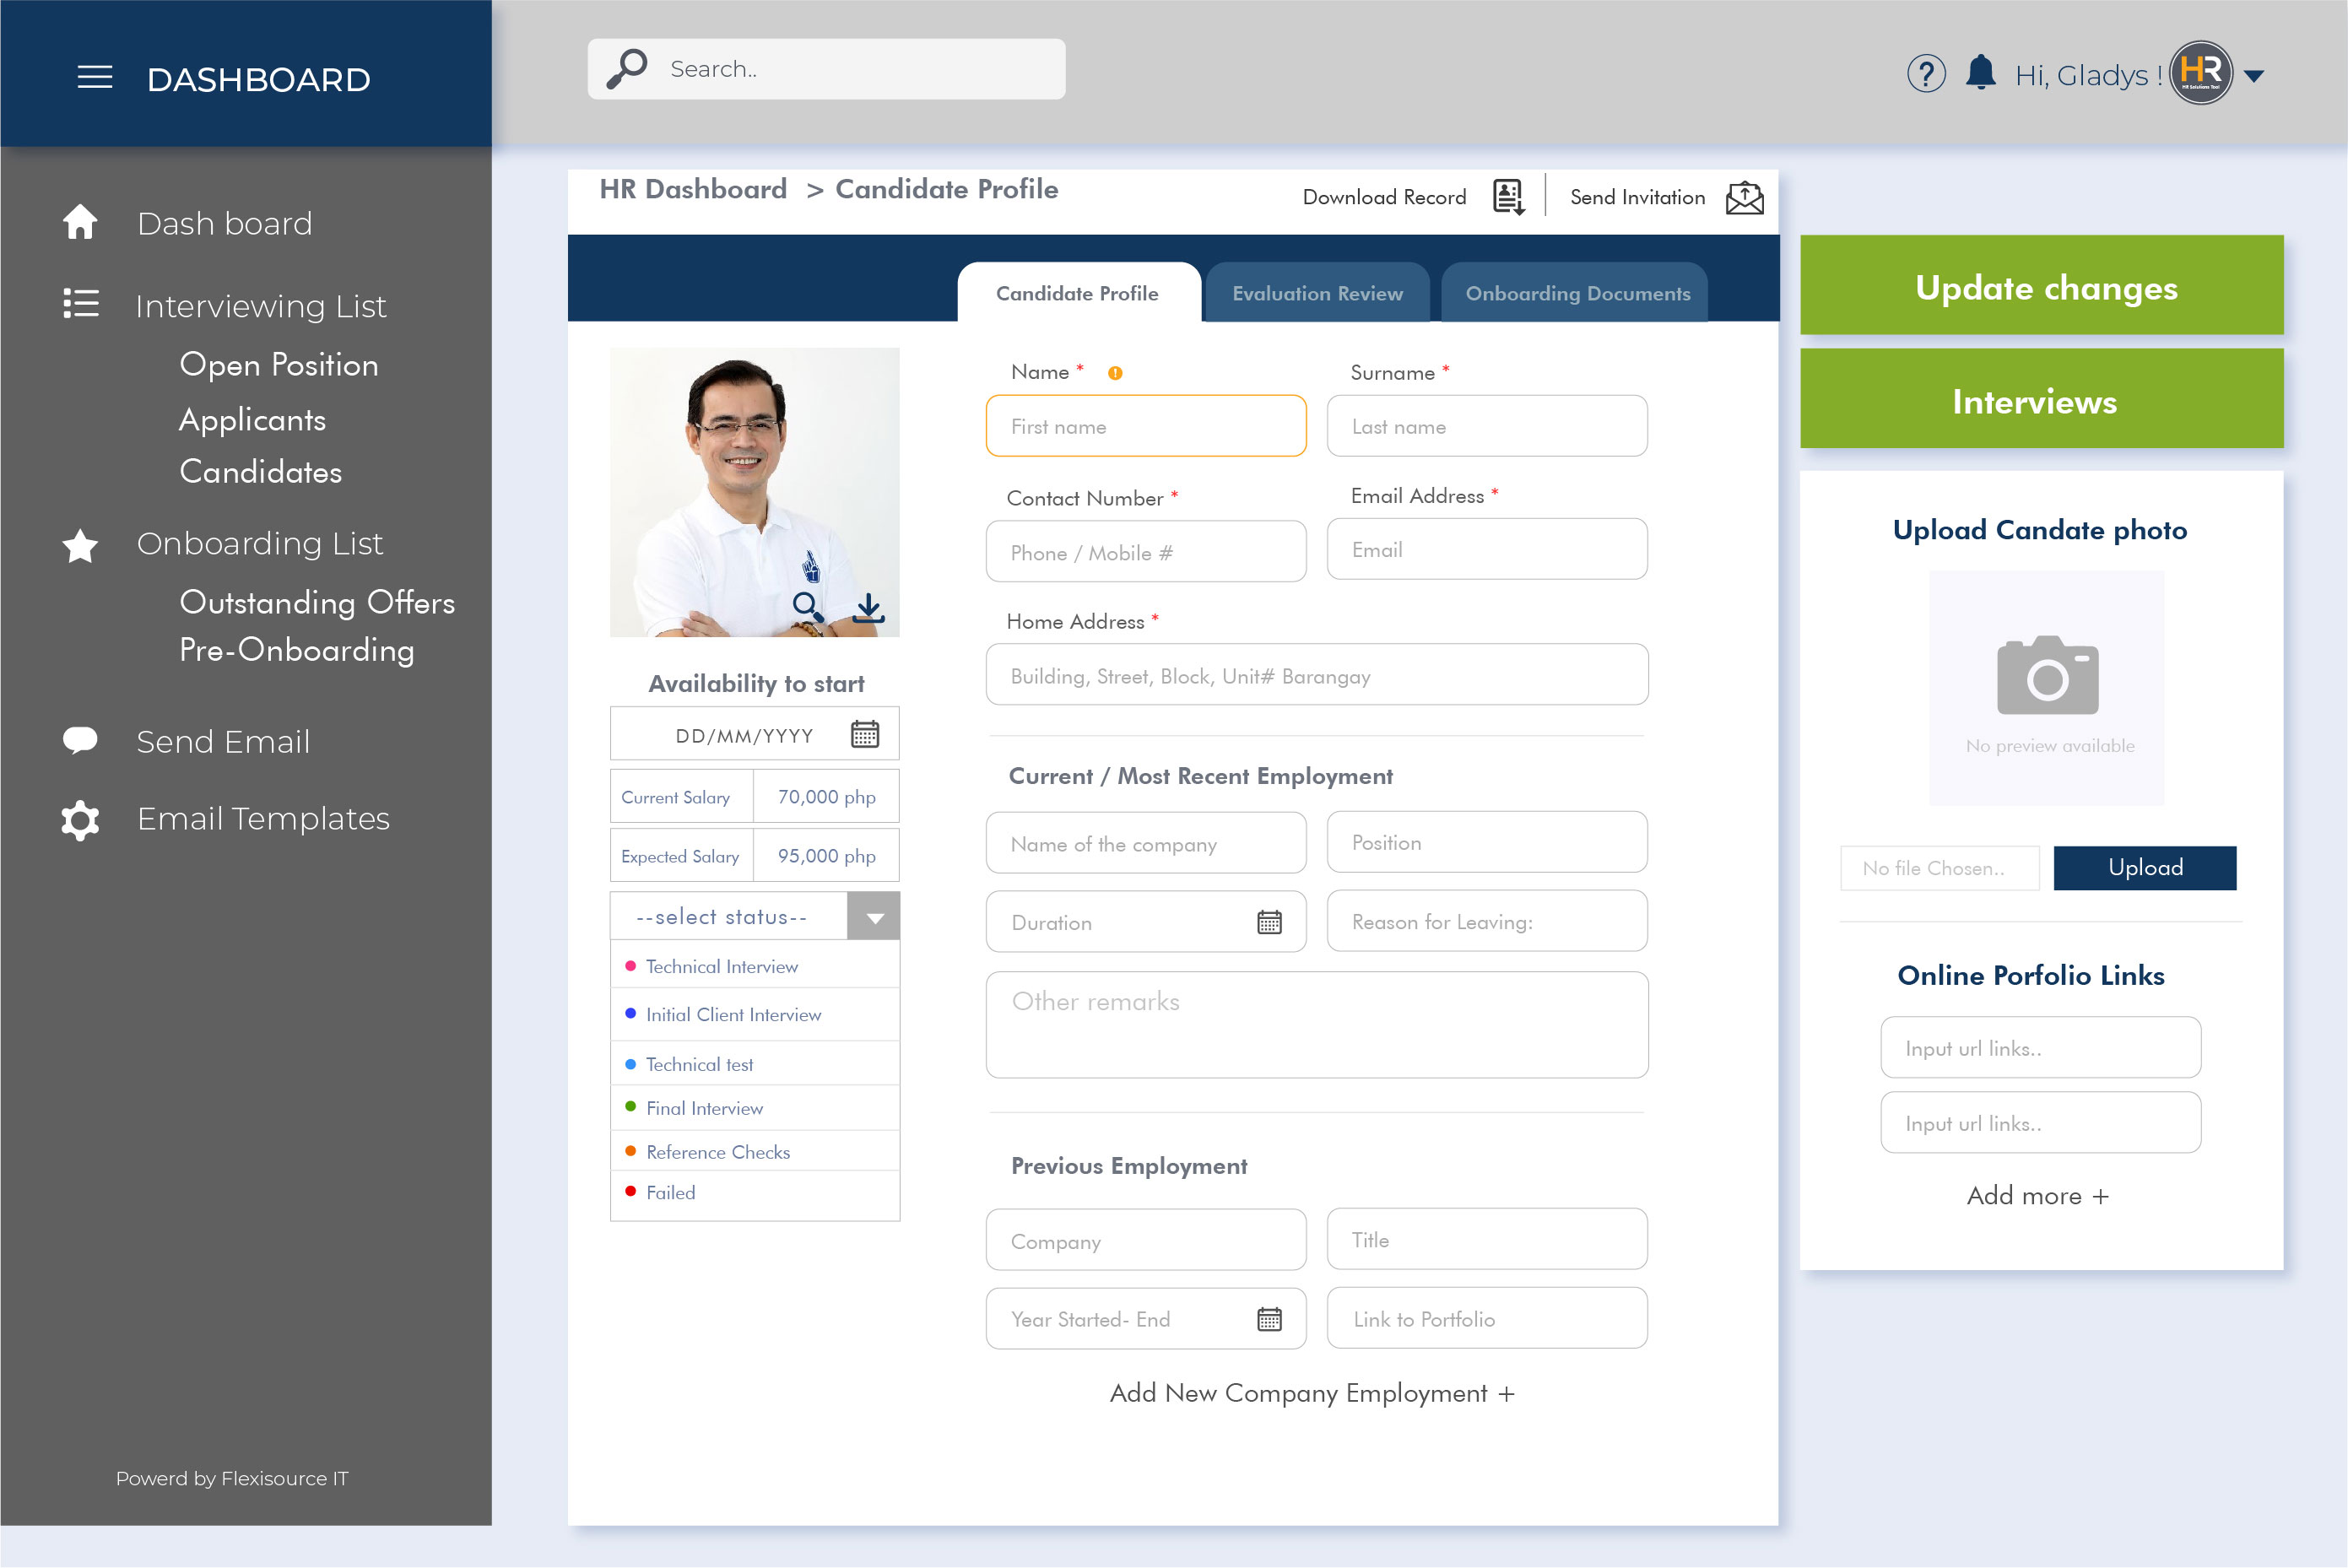 DASHBOARD
Search..
?
Hi, Gladys !
HR
HR Solutions Tool
Dash board
Interviewing List
Open Position
Applicants
Candidates
Onboarding List
Outstanding Offers
Pre-Onboarding
Send Email
Email Templates
Powerd by Flexisource IT
HR Dashboard > Candidate Profile
Download Record
Send Invitation
Candidate Profile
Evaluation Review
Onboarding Documents
Availability to start
DD/MM/YYYY
Current Salary 70,000 php
Expected Salary 95,000 php
--select status--
Technical Interview
Initial Client Interview
Technical test
Final Interview
Reference Checks
Failed
Name * !
First name
Surname *
Last name
Contact Number *
Phone / Mobile #
Email Address *
Email
Home Address *
Building, Street, Block, Unit# Barangay
Current / Most Recent Employment
Name of the company
Position
Duration
Reason for Leaving:
Other remarks
Previous Employment
Company
Title
Year Started- End
Link to Portfolio
Add New Company Employment +
Update changes
Interviews
Upload Candate photo
No preview available
No file Chosen..
Upload
Online Porfolio Links
Input url links..
Input url links..
Add more +